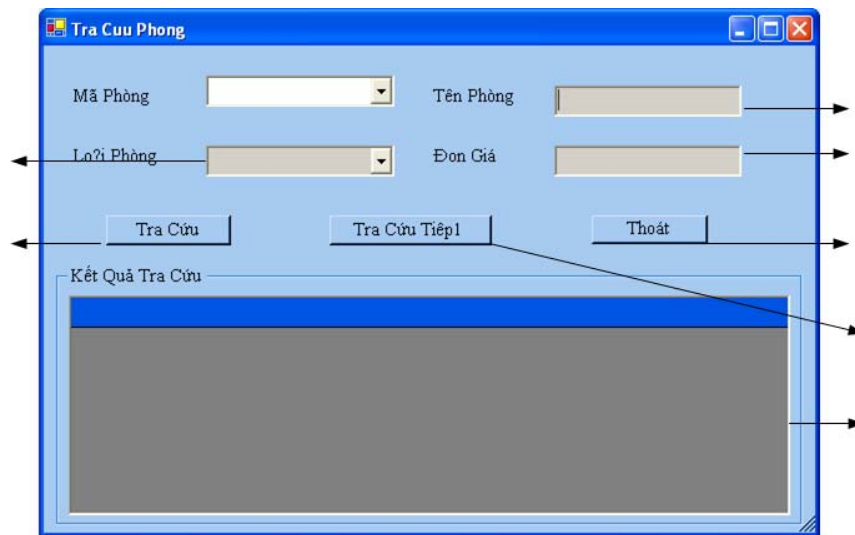 Tra Cuu Phong
Mã Phòng
Tên Phòng
Lo?i Phòng
Đon Giá
Tra Cứu
Tra Cứu Tiếp1
Thoát
Kết Quả Tra Cứu